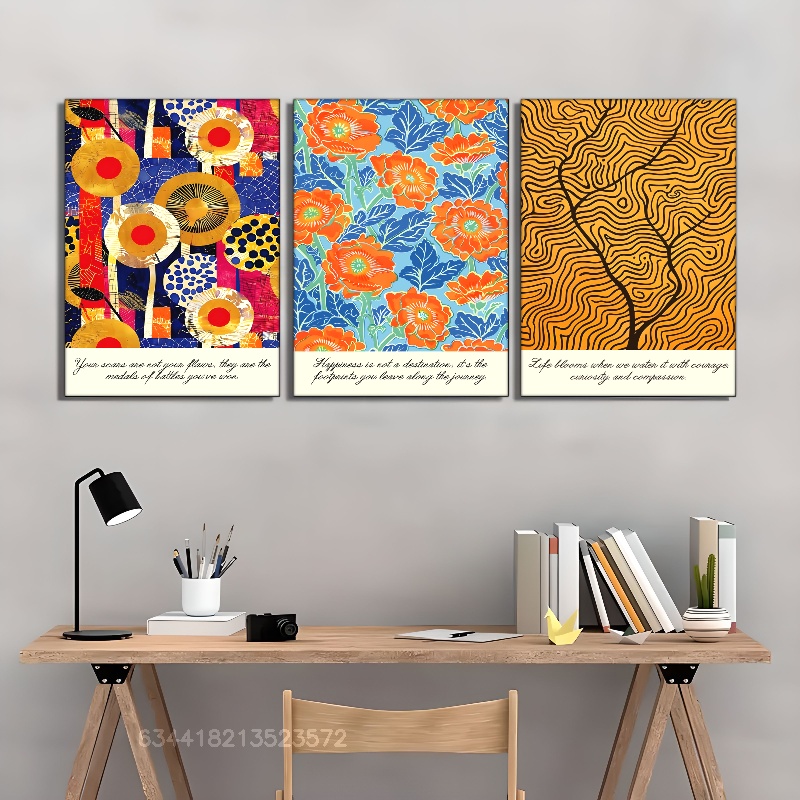 Your scars are not your flaws, they are the
medals of battles you've won.
Happiness is not a destination, it's the
footprints you leave along the journey.
Life blooms when we water it with courage,
curiosity and compassion.
634418213523572